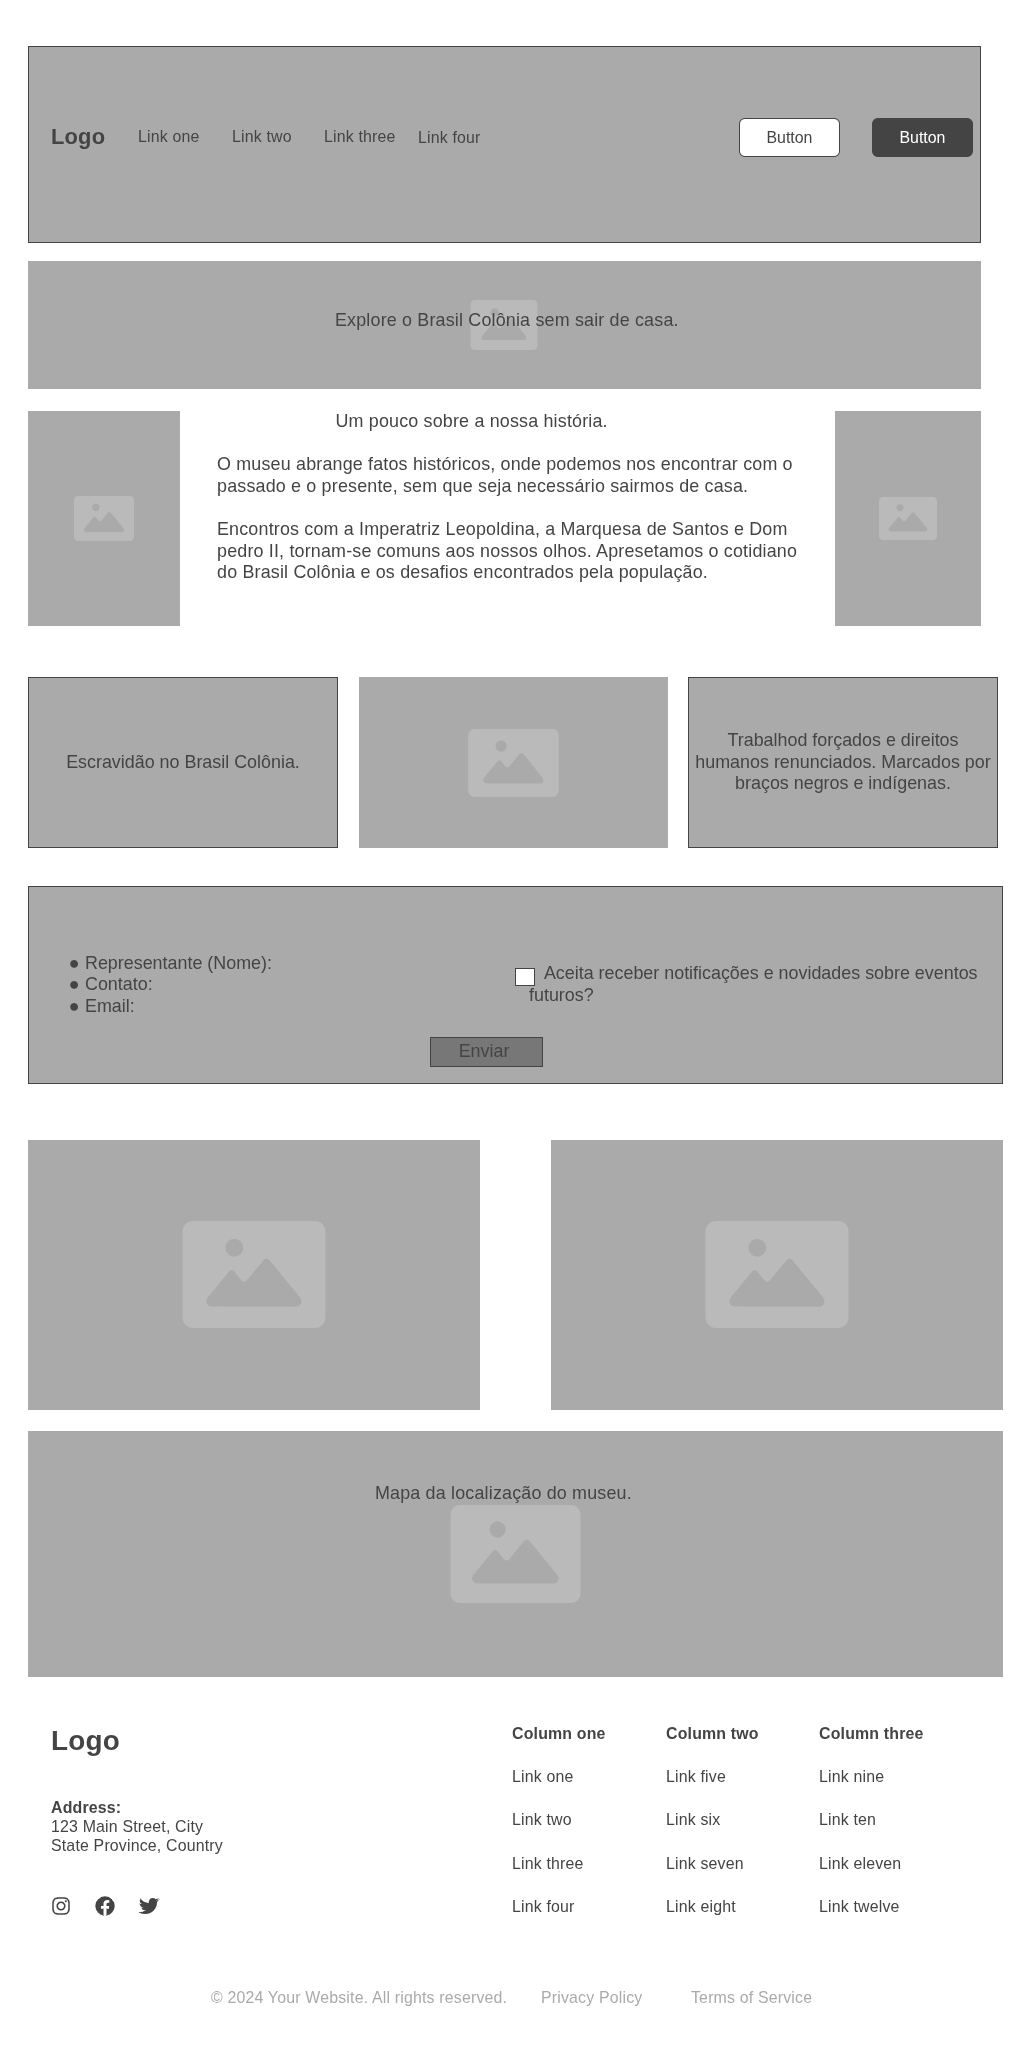 Logo
Link one
Link two
Link three
Link four
Button
Button
Explore o Brasil Colônia sem sair de casa.
Um pouco sobre a nossa história.
O museu abrange fatos históricos, onde podemos nos encontrar com o
passado e o presente, sem que seja necessário sairmos de casa.
Encontros com a Imperatriz Leopoldina, a Marquesa de Santos e Dom
pedro II, tornam-se comuns aos nossos olhos. Apresetamos o cotidiano
do Brasil Colônia e os desafios encontrados pela população.
Escravidão no Brasil Colônia.
Trabalhod forçados e direitos
humanos renunciados. Marcados por
braços negros e indígenas.
● Representante (Nome):
● Contato:
● Email:
Aceita receber notificações e novidades sobre eventos
futuros?
Enviar
Mapa da localização do museu.
Logo
Address:
123 Main Street, City
State Province, Country
Column one
Link one
Link two
Link three
Link four
Column two
Link five
Link six
Link seven
Link eight
Column three
Link nine
Link ten
Link eleven
Link twelve
© 2024 Your Website. All rights reserved.
Privacy Policy
Terms of Service